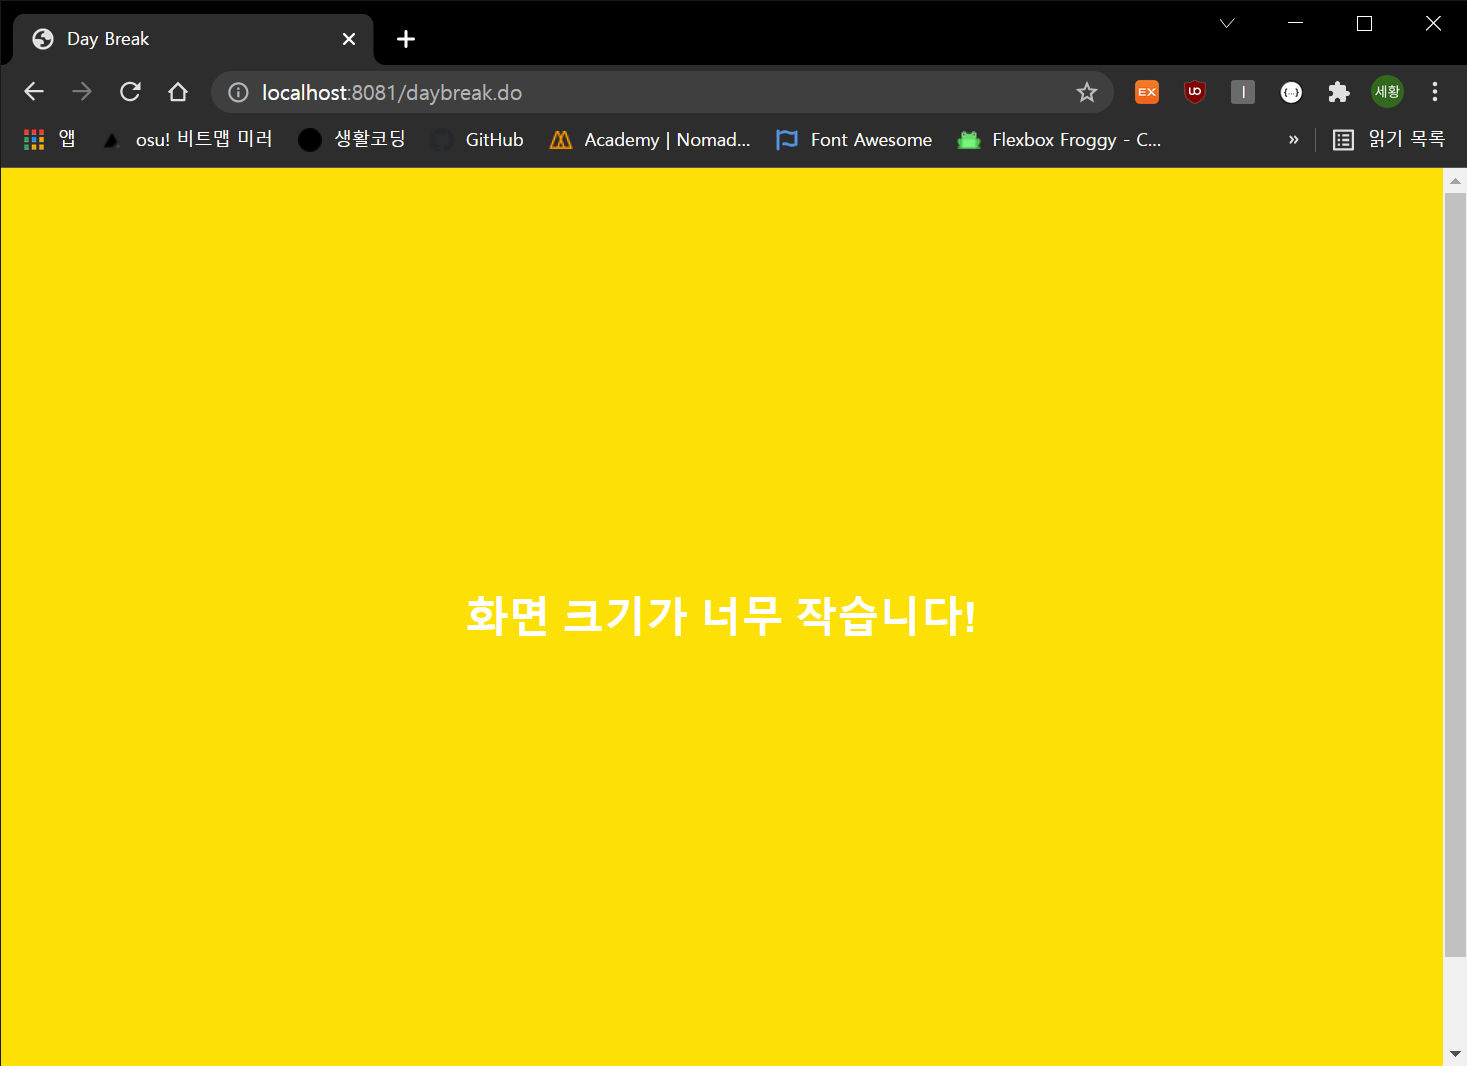 Day Break
localhost:8081/daybreak.do
EX
UO
I
{...}
세황
앱
osu! 비트맵 미러
생활코딩
GitHub
Academy | Nomad...
Font Awesome
Flexbox Froggy - C...
»
읽기 목록
화면 크기가 너무 작습니다!